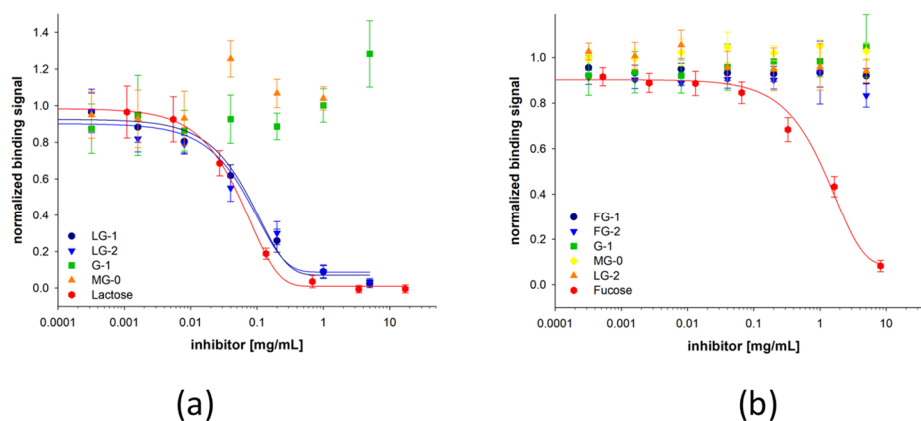 1.4
1.2
1.0
0.8
0.6
0.4
0.2
0.0
normalized binding signal
LG-1
LG-2
G-1
MG-0
Lactose
0.0001 0.001 0.01 0.1 1 10
inhibitor [mg/mL]
(a)
1.0
0.8
0.6
0.4
0.2
0.0
normalized binding signal
FG-1
FG-2
G-1
MG-0
LG-2
Fucose
0.0001 0.001 0.01 0.1 1 10
inhibitor [mg/mL]
(b)